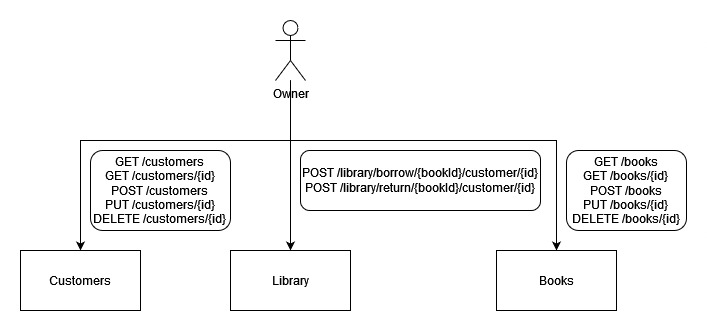 Owner
GET /customers
GET /customers/{id}
POST /customers
PUT /customers/{id}
DELETE /customers/{id}
POST /library/borrow/{bookId}/customer/{id}
POST /library/return/{bookId}/customer/{id}
GET /books
GET /books/{id}
POST /books
PUT /books/{id}
DELETE /books/{id}
Customers
Library
Books